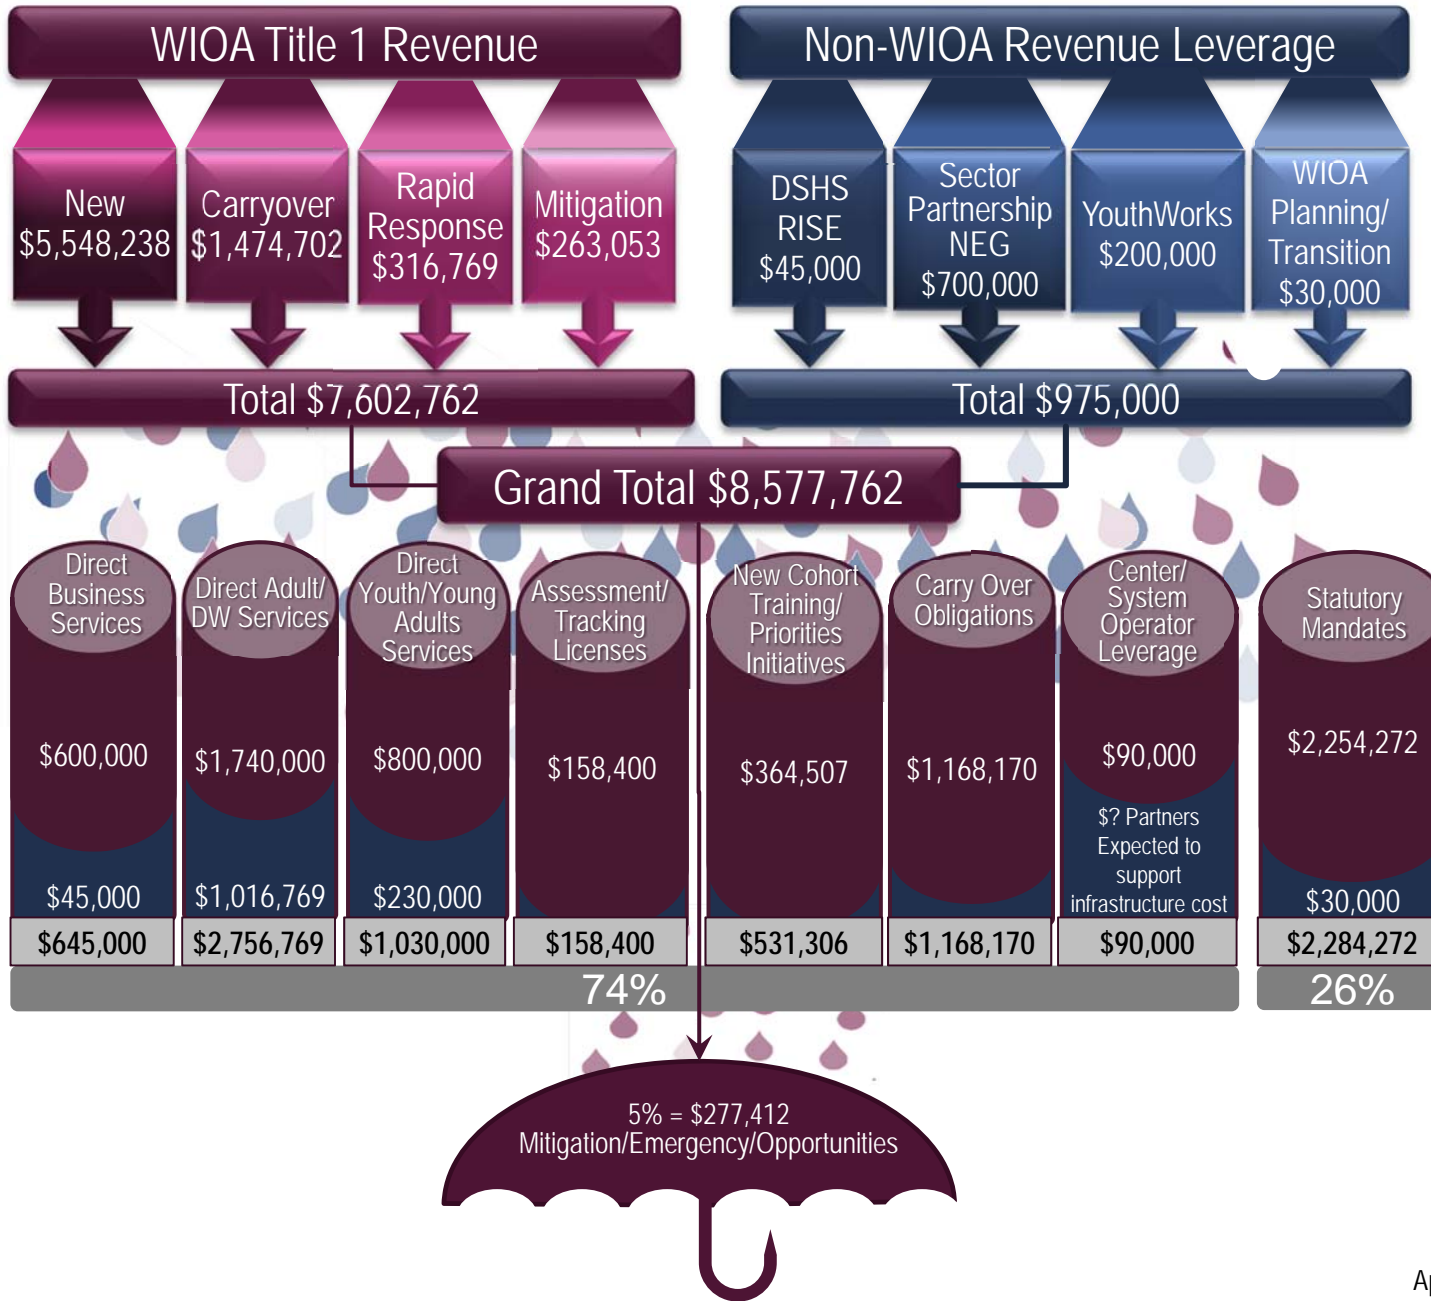 WIOA Title 1 Revenue
Non-WIOA Revenue Leverage
New
$5,548,238
Carryover
$1,474,702
Rapid
Response
$316,769
Mitigation
$263,053
DSHS
RISE
$45,000
Sector
Partnership
NEG
$700,000
YouthWorks
$200,000
WIOA
Planning/
Transition
$30,000
Total $7,602,762
Total $975,000
Grand Total $8,577,762
Direct
Business
Services
$600,000
$45,000
$645,000
Direct Adult/
DW Services
$1,740,000
$1,016,769
$2,756,769
Direct
Youth/Young
Adults
Services
$800,000
$230,000
$1,030,000
Assessment/
Tracking
Licenses
$158,400
$158,400
New Cohort
Training/
Priorities
Initiatives
$364,507
$531,306
Carry Over
Obligations
$1,168,170
$1,168,170
Center/
System
Operator
Leverage
$90,000
$? Partners
Expected to
support
infrastructure cost
$90,000
Statutory
Mandates
$2,254,272
$30,000
$2,284,272
74%
26%
5% = $277,412
Mitigation/Emergency/Opportunities